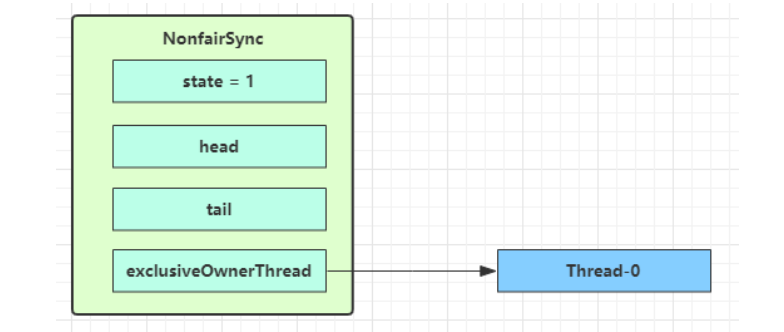 NonfairSync
state = 1
head
tail
exclusiveOwnerThread
Thread-0